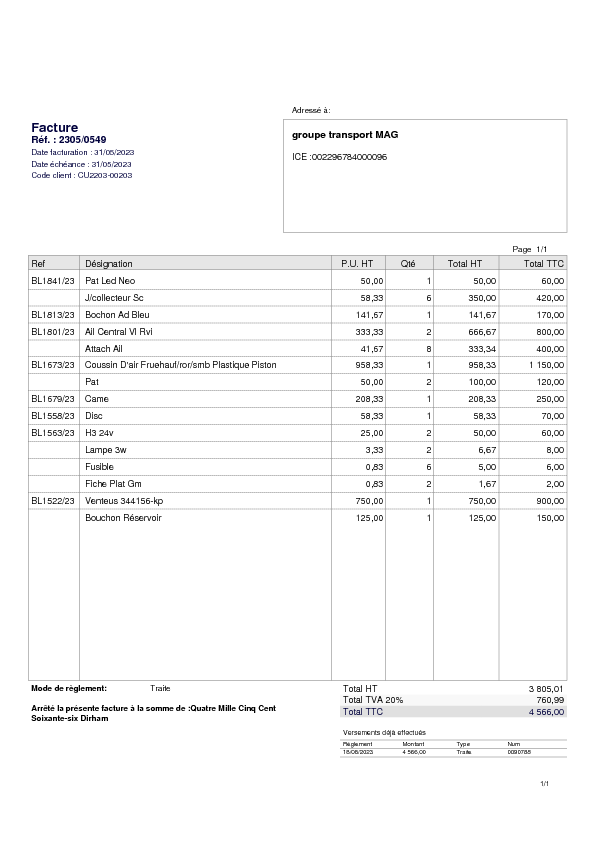 Adressé à:
Facture
Réf. : 2305/0549
Date facturation : 31/05/2023
Date échéance : 31/05/2023
Code client : CU2203-00203
groupe transport MAG
ICE :002296784000096
Page 1/1
Ref Désignation P.U. HT Qté Total HT Total TTC
BL1841/23 Pat Led Neo 50,00 1 50,00 60,00
J/collecteur Sc 58,33 6 350,00 420,00
BL1813/23 Bochon Ad Bleu 141,67 1 141,67 170,00
BL1801/23 Ail Central Vl Rvi 333,33 2 666,67 800,00
Attach Ail 41,67 8 333,34 400,00
BL1673/23 Coussin D'air Fruehauf/ror/smb Plastique Piston 958,33 1 958,33 1 150,00
Pat 50,00 2 100,00 120,00
BL1679/23 Came 208,33 1 208,33 250,00
BL1558/23 Disc 58,33 1 58,33 70,00
BL1563/23 H3 24v 25,00 2 50,00 60,00
Lampe 3w 3,33 2 6,67 8,00
Fusible 0,83 6 5,00 6,00
Fiche Plat Gm 0,83 2 1,67 2,00
BL1522/23 Venteus 344156-kp 750,00 1 750,00 900,00
Bouchon Réservoir 125,00 1 125,00 150,00
Mode de règlement: Traite
Total HT 3 805,01
Total TVA 20% 760,99
Total TTC 4 566,00
Arrêté la présente facture à la somme de :Quatre Mille Cinq Cent
Soixante-six Dirham
Versements déjà effectués
Règlement Montant Type Num
18/08/2023 4 566,00 Traite 0090788
1/1